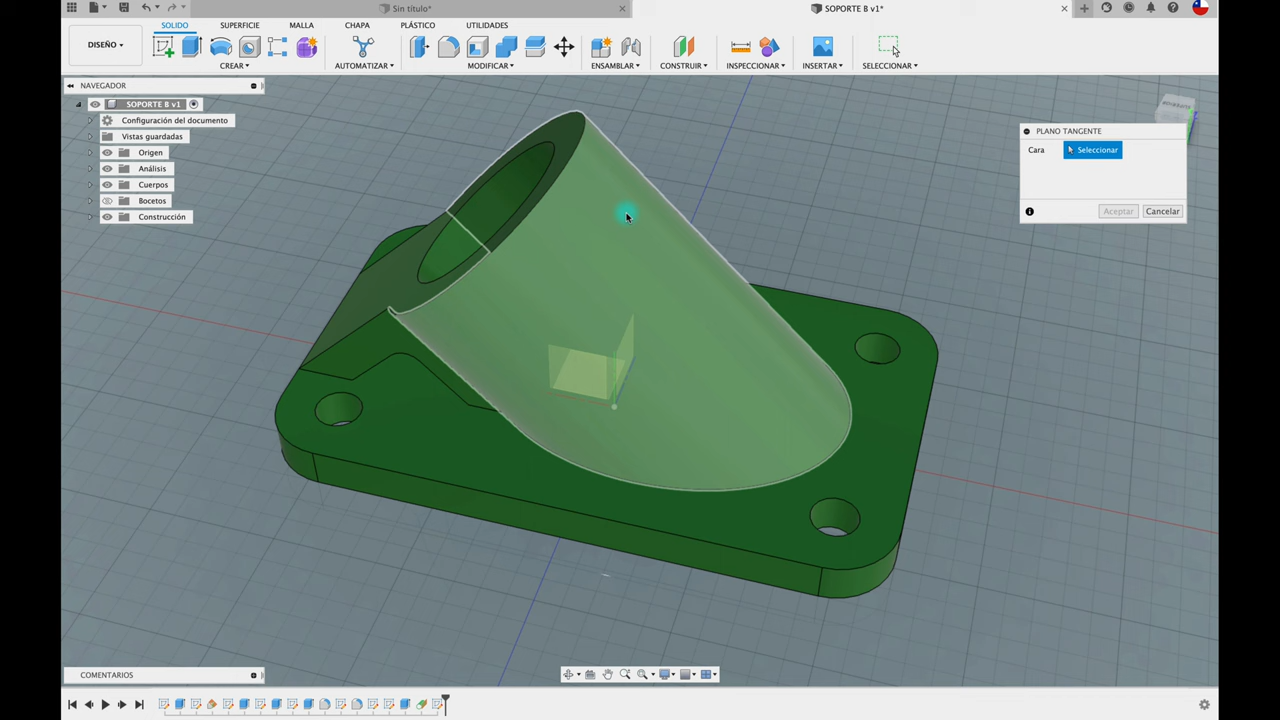 Sin título*
SOPORTE B v1*
DISEÑO
SOLIDO
SUPERFICIE
MALLA
CHAPA
PLÁSTICO
UTILIDADES
CREAR
AUTOMATIZAR
MODIFICAR
ENSAMBLAR
CONSTRUIR
INSPECCIONAR
INSERTAR
SELECCIONAR
NAVEGADOR
SOPORTE B v1
Configuración del documento
Vistas guardadas
Origen
Análisis
Cuerpos
Bocetos
Construcción
PLANO TANGENTE
Cara
Seleccionar
Aceptar
Cancelar
COMENTARIOS